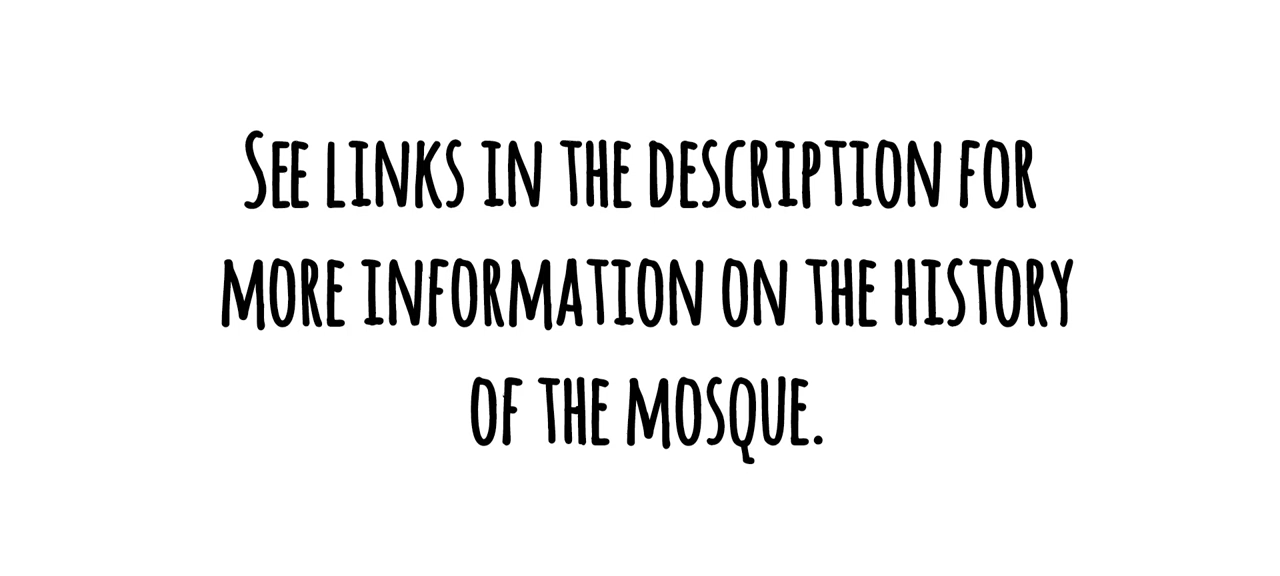 See links in the description for
more information on the history
of the mosque.